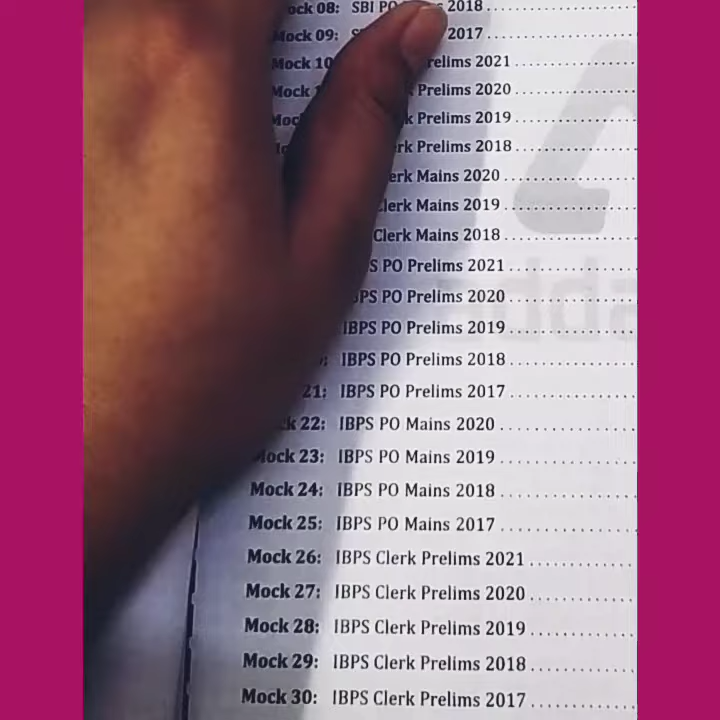 ock 08: SBI PO 2018
Mock 09: 2017
Mock 10 relims 2021
Mock Prelims 2020
Moc k Prelims 2019
rk Prelims 2018
erk Mains 2020
lerk Mains 2019
Clerk Mains 2018
S PO Prelims 2021
BPS PO Prelims 2020
IBPS PO Prelims 2019
IBPS PO Prelims 2018
21: IBPS PO Prelims 2017
ck 22: IBPS PO Mains 2020
Mock 23: IBPS PO Mains 2019
Mock 24: IBPS PO Mains 2018
Mock 25: IBPS PO Mains 2017
Mock 26: IBPS Clerk Prelims 2021
Mock 27: IBPS Clerk Prelims 2020
Mock 28: IBPS Clerk Prelims 2019
Mock 29: IBPS Clerk Prelims 2018
Mock 30: IBPS Clerk Prelims 2017